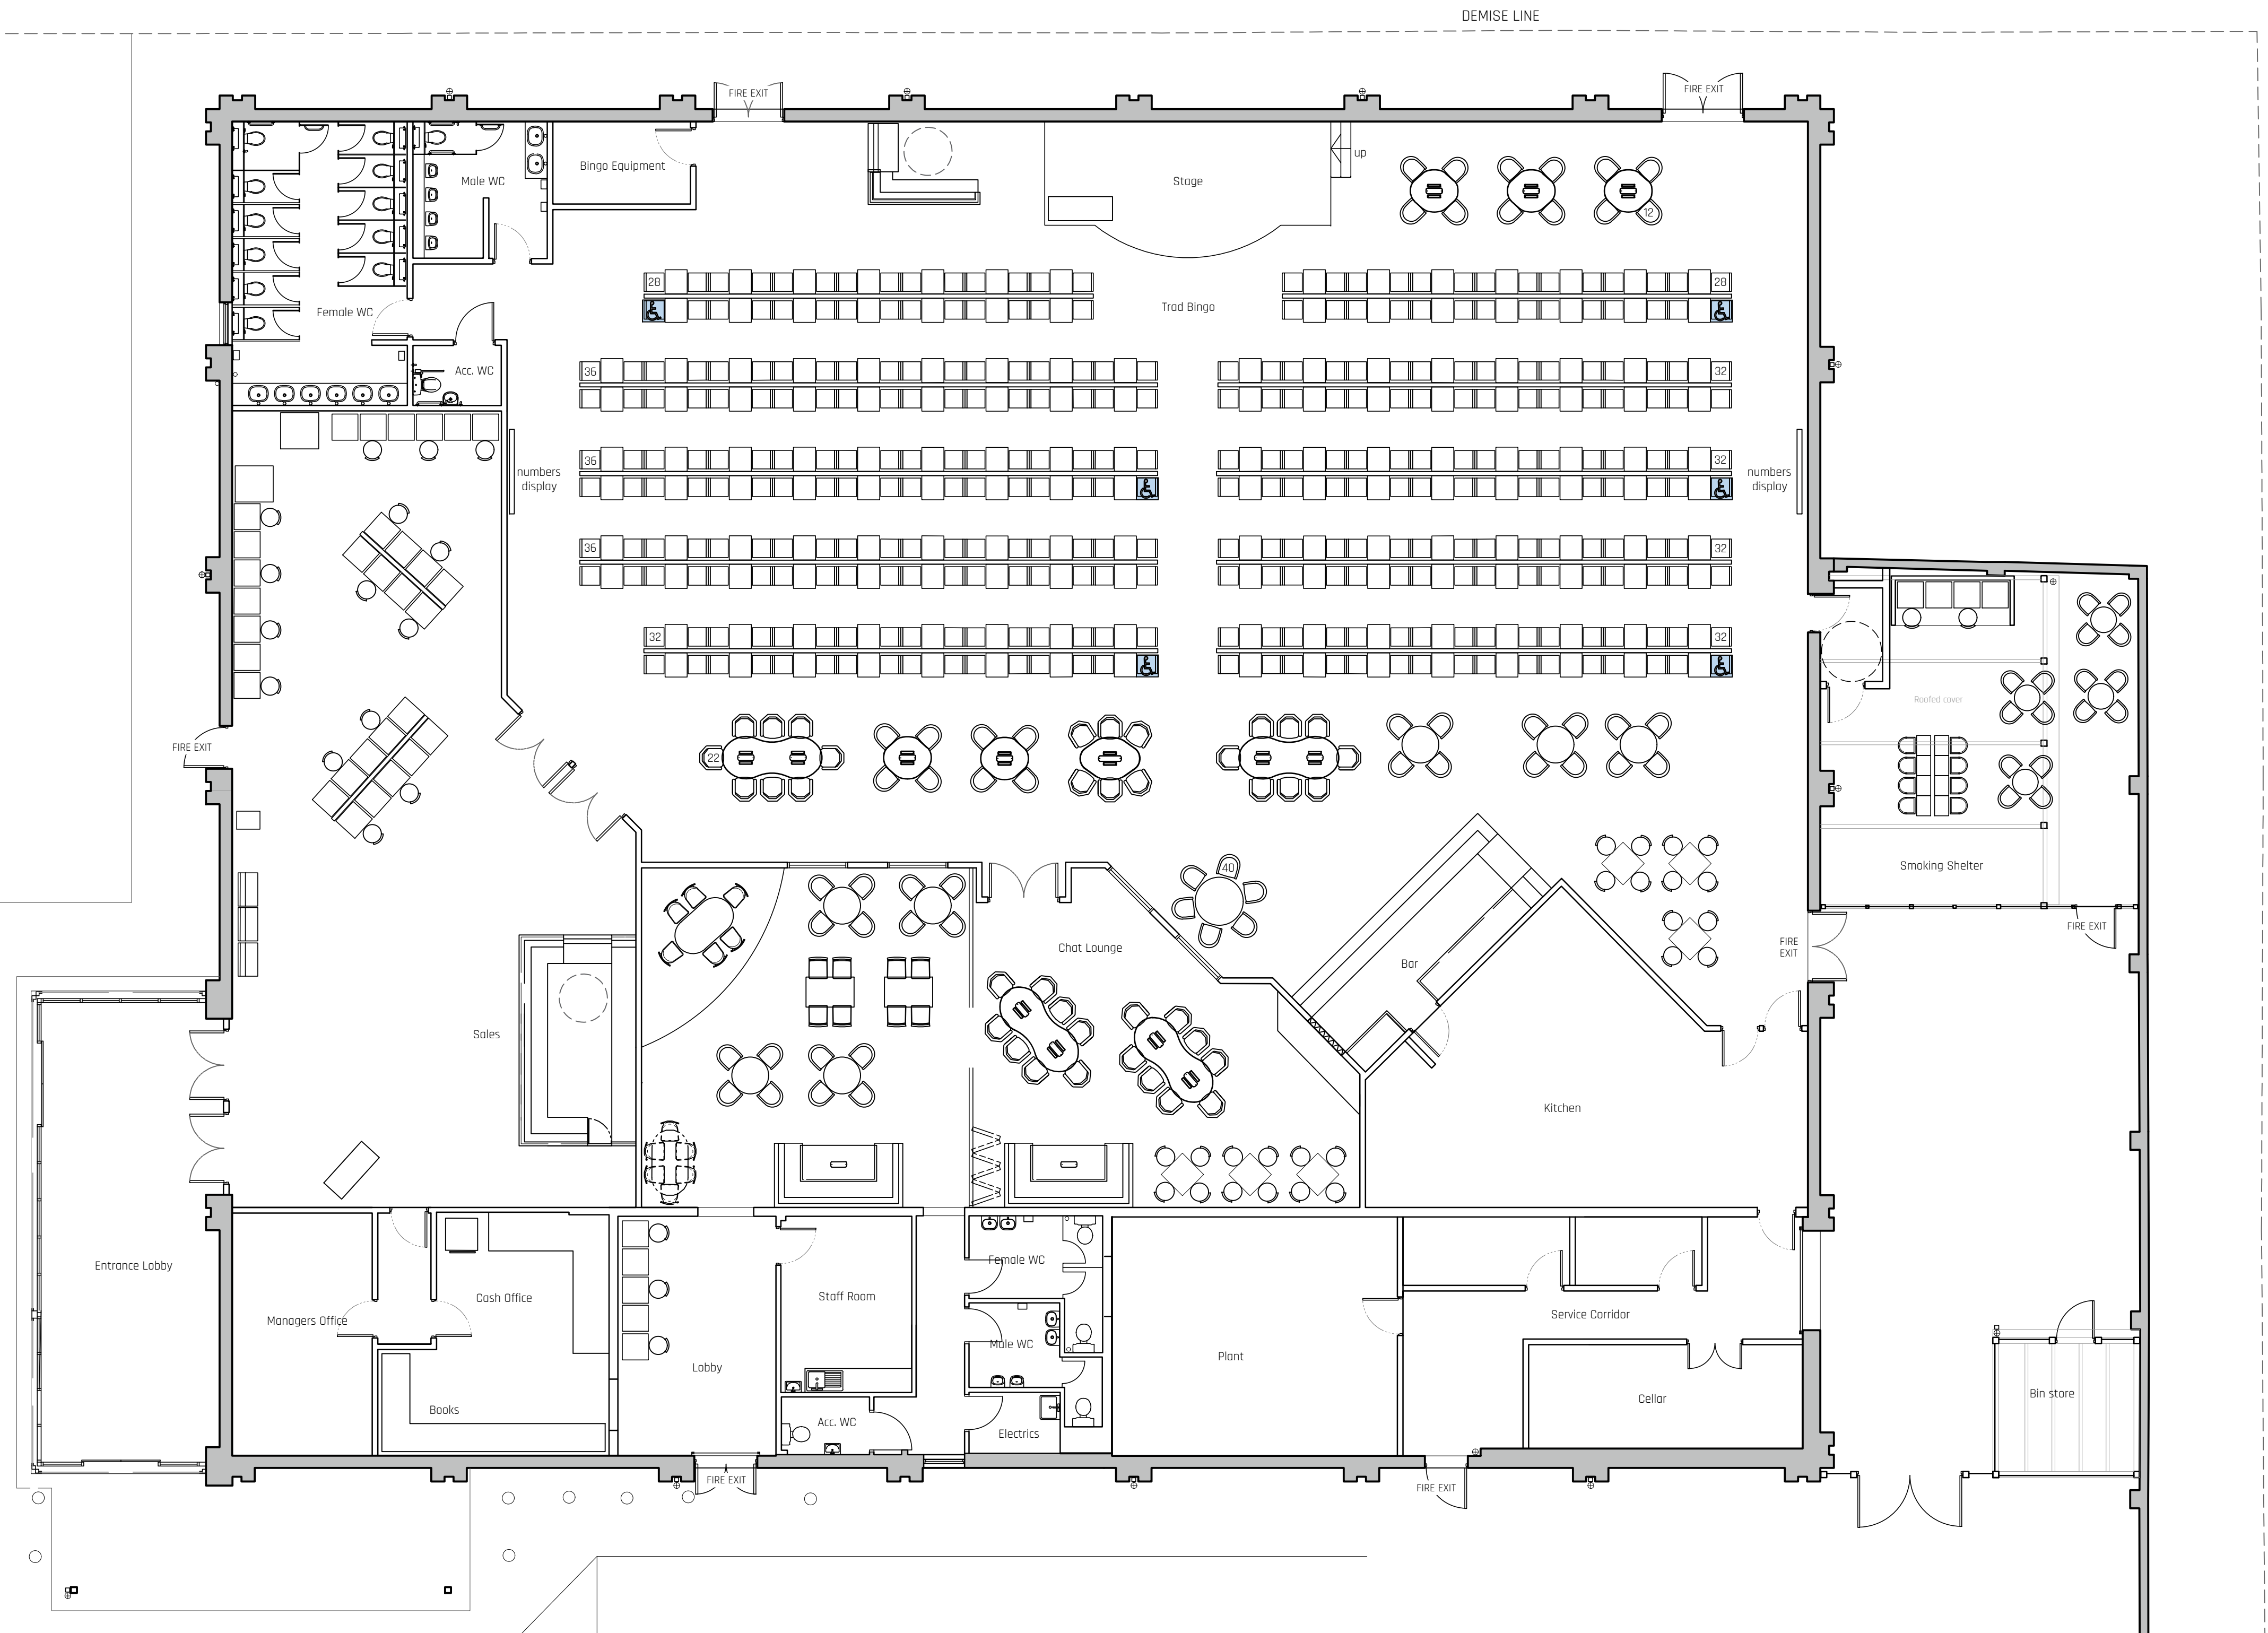 DEMISE LINE
FIRE EXIT
FIRE EXIT
Male WC
Bingo Equipment
Stage
up
12
28
28
Trad Bingo
Female WC
Acc. WC
36
32
numbers
display
36
32
numbers
display
36
32
32
32
Roofed cover
FIRE EXIT
22
40
Smoking Shelter
FIRE EXIT
Chat Lounge
Bar
FIRE
EXIT
Sales
Kitchen
Entrance Lobby
Managers Office
Cash Office
Staff Room
Female WC
Male WC
Service Corridor
Lobby
Plant
Books
Acc. WC
Electrics
Cellar
Bin store
FIRE EXIT
FIRE EXIT